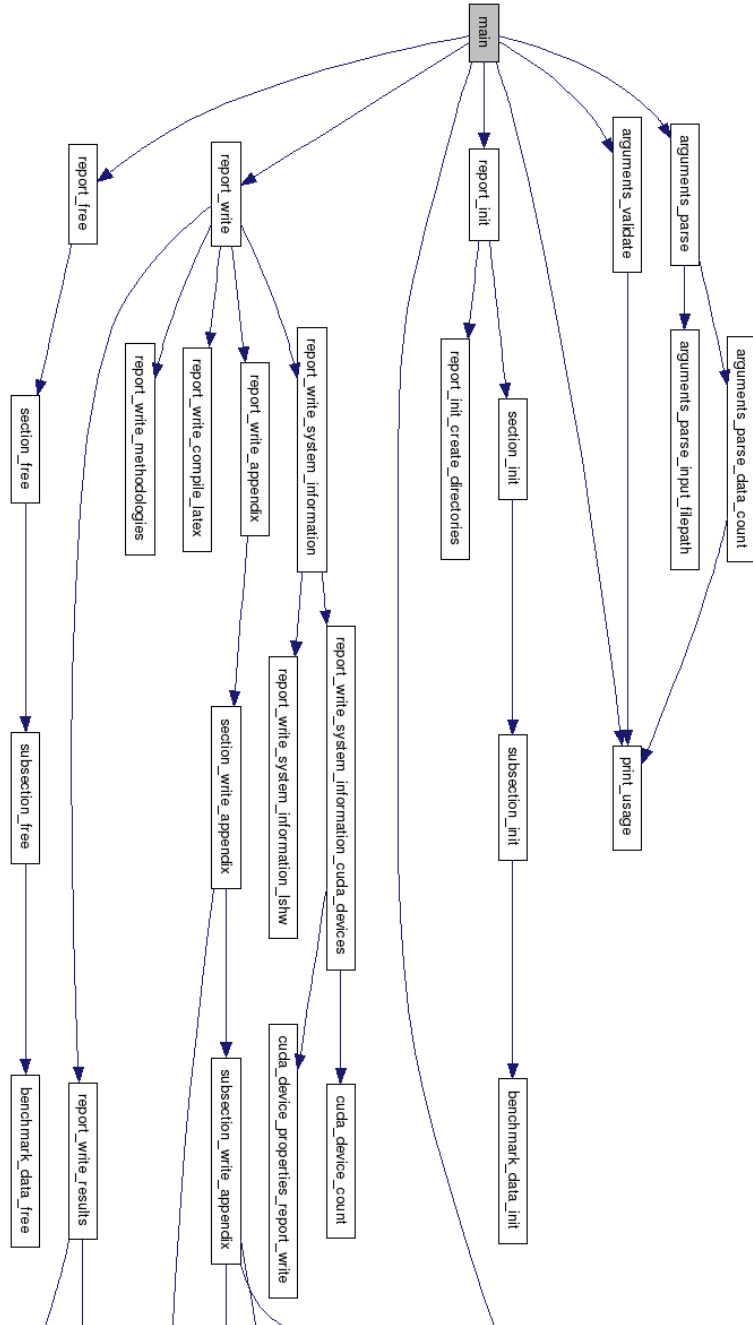 main
arguments_parse
arguments_validate
report_init
report_write
report_free
arguments_parse_data_count
arguments_parse_input_filepath
print_usage
section_init
report_init_create_directories
subsection_init
benchmark_data_init
report_write_system_information
report_write_appendix
report_write_compile_latex
report_write_methodologies
report_write_system_information_cuda_devices
report_write_system_information_lshw
cuda_device_count
cuda_device_properties_report_write
section_write_appendix
subsection_write_appendix
report_write_results
section_free
subsection_free
benchmark_data_free